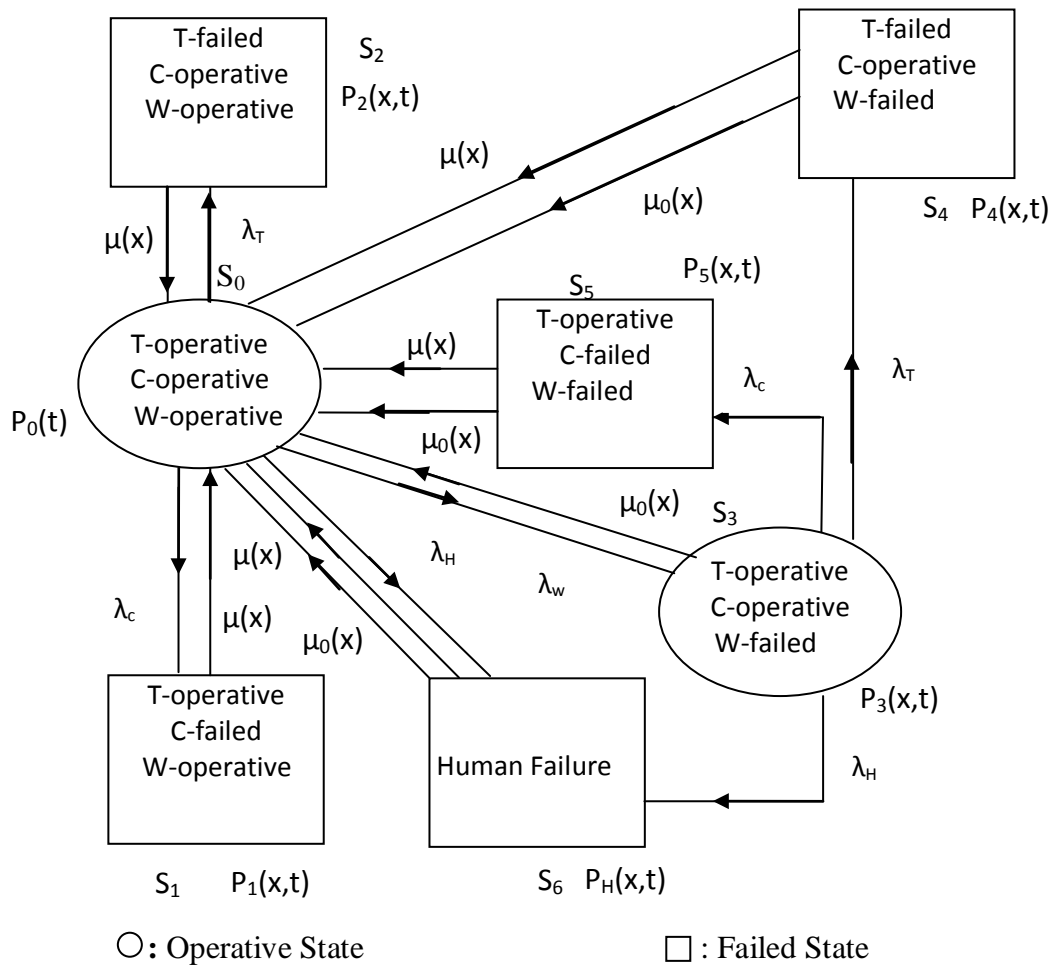 T-failed
C-operative
W-operative
S2
P2(x,t)
T-failed
C-operative
W-failed
S4 P4(x,t)
μ(x)
μ0(x)
μ(x)
λT
S0
P5(x,t)
S5
T-operative
C-failed
W-failed
T-operative
C-operative
W-operative
P0(t)
μ(x)
μ0(x)
λc
λT
μ0(x)
S3
T-operative
C-operative
W-failed
P3(x,t)
λH
λw
μ(x)
μ0(x)
λc
μ(x)
T-operative
C-failed
W-operative
Human Failure
λH
S1 P1(x,t)
S6 PH(x,t)
: Operative State
: Failed State